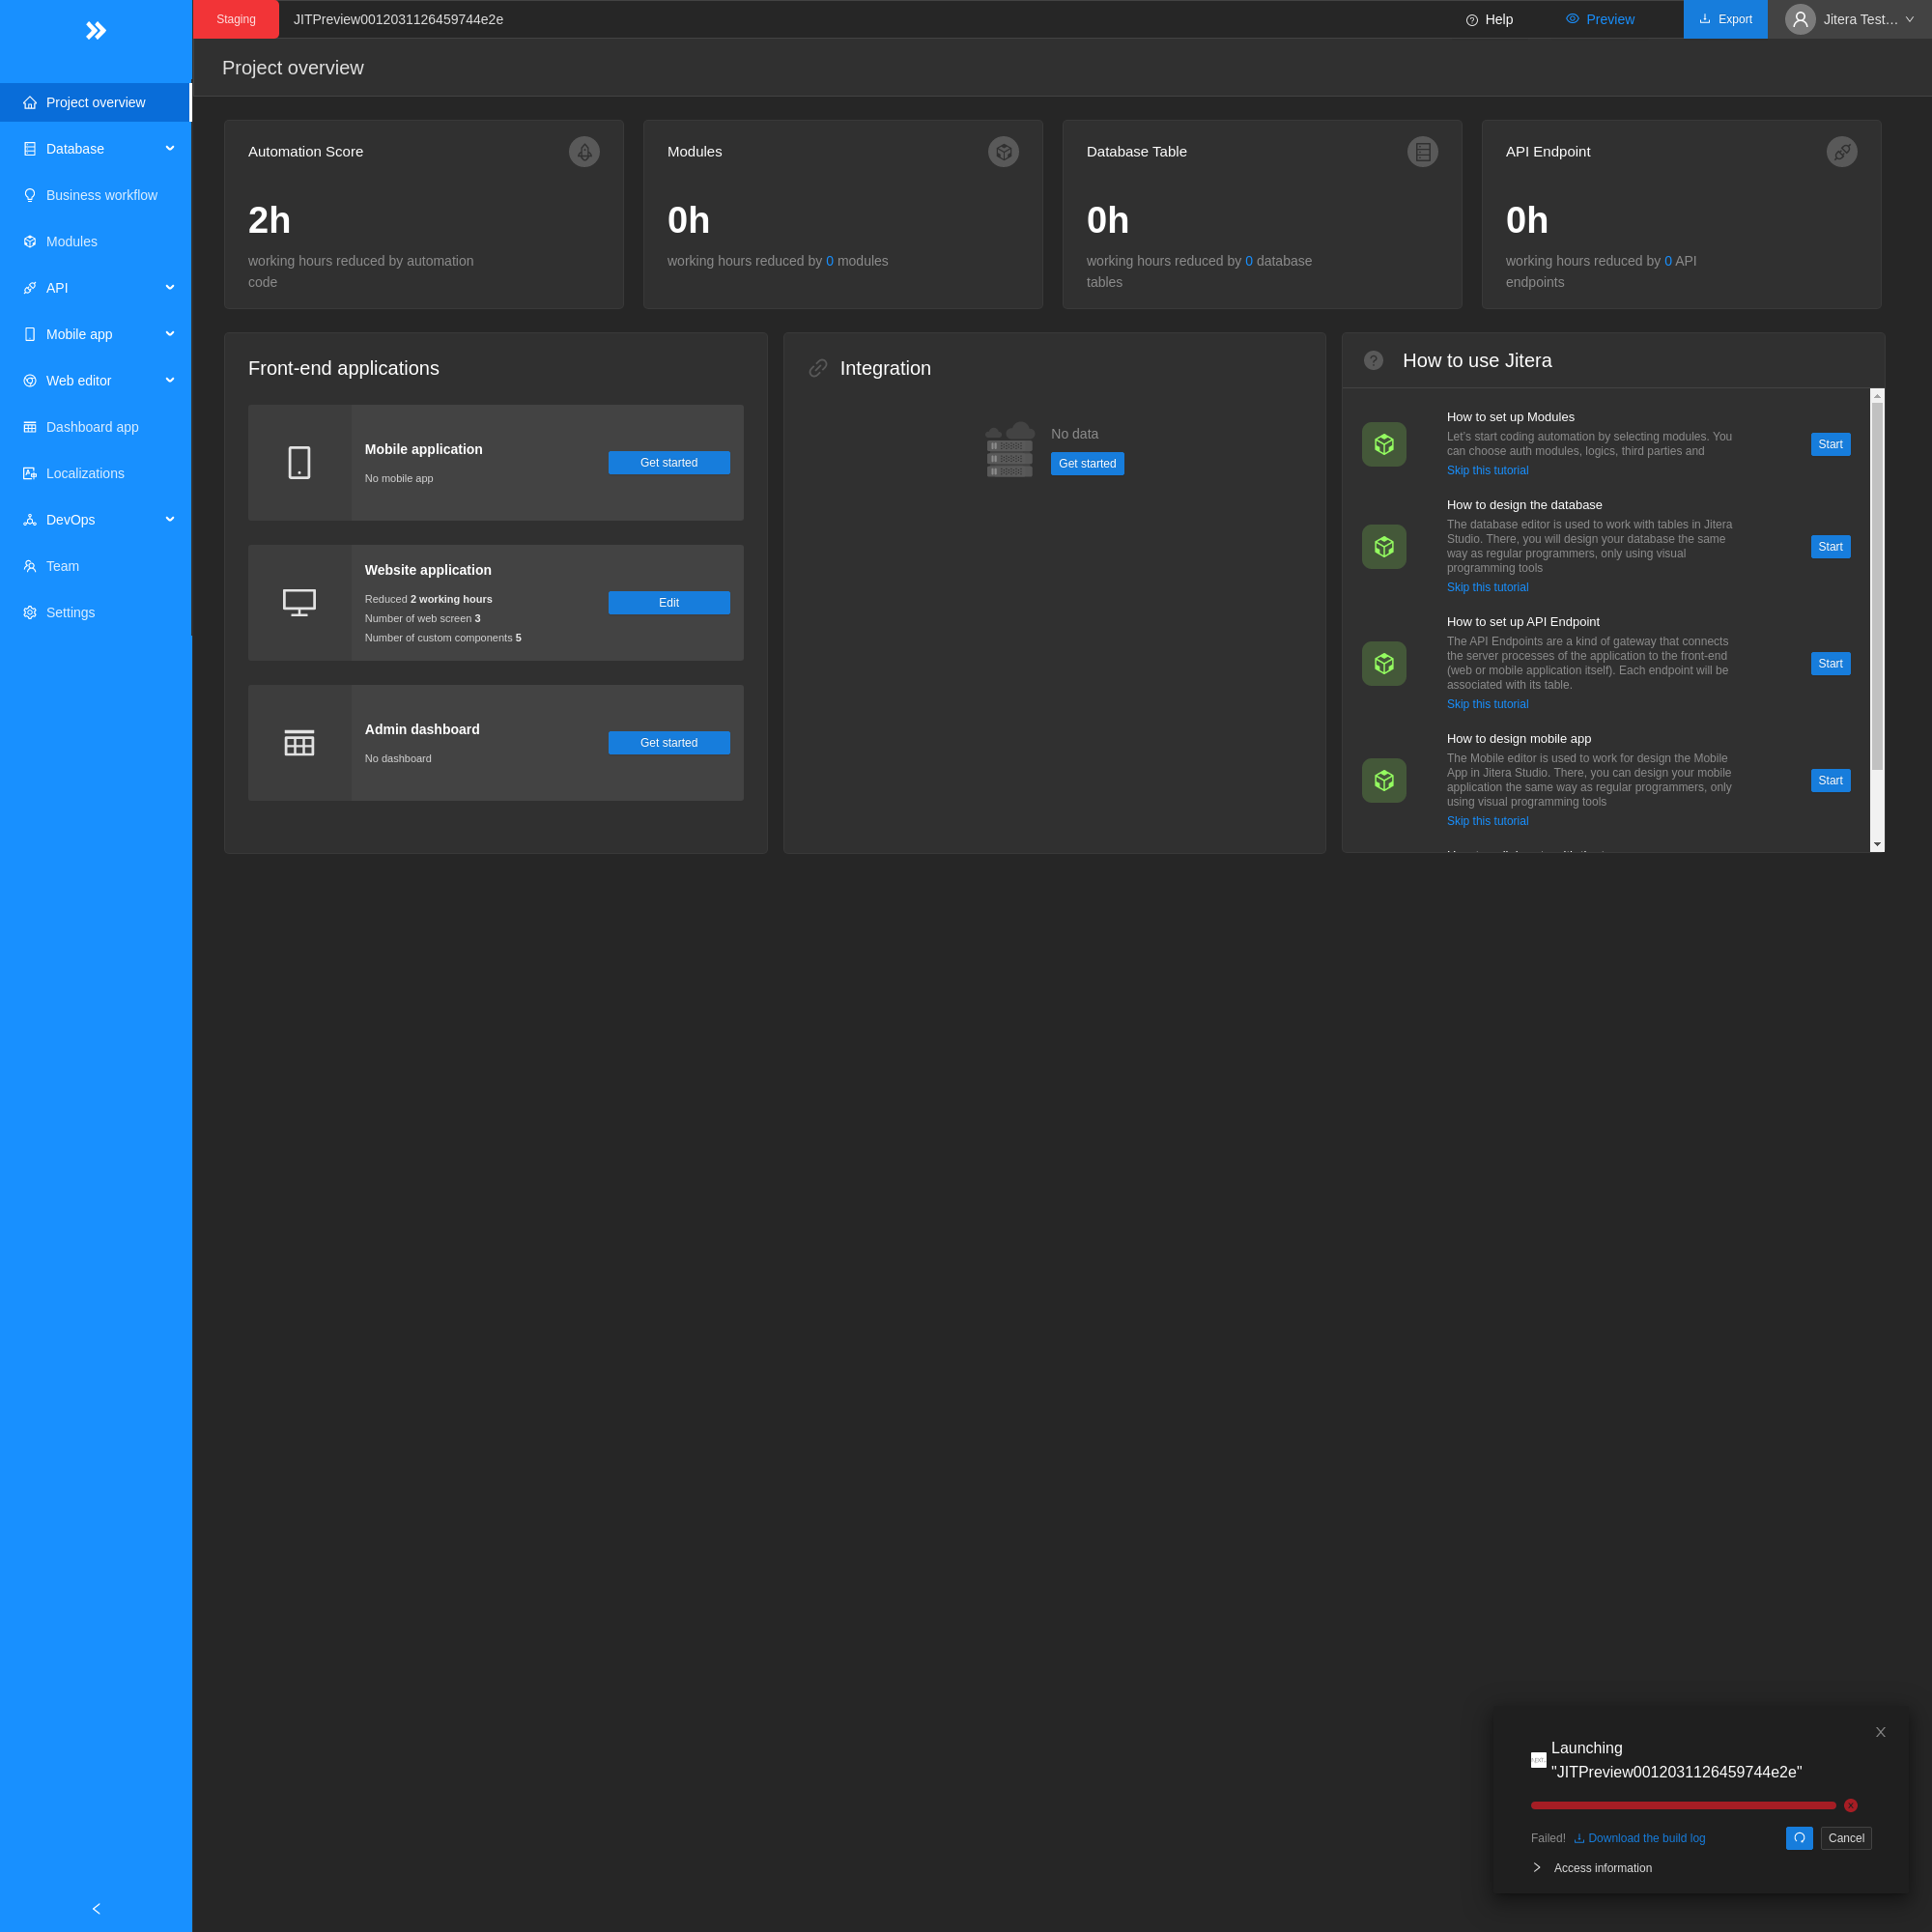 Staging
JITPreview0012031126459744e2e
Help
Preview
Export
Jitera Test…
Project overview
Project overview
Database
Business workflow
Modules
API
Mobile app
Web editor
Dashboard app
Localizations
DevOps
Team
Settings
Automation Score
2h
working hours reduced by automation
code
Modules
0h
working hours reduced by 0 modules
Database Table
0h
working hours reduced by 0 database
tables
API Endpoint
0h
working hours reduced by 0 API
endpoints
Front-end applications
Mobile application
No mobile app
Get started
Website application
Reduced 2 working hours
Number of web screen 3
Number of custom components 5
Edit
Admin dashboard
No dashboard
Get started
Integration
No data
Get started
How to use Jitera
How to set up Modules
Let's start coding automation by selecting modules. You
can choose auth modules, logics, third parties and
Skip this tutorial
Start
How to design the database
The database editor is used to work with tables in Jitera
Studio. There, you will design your database the same
way as regular programmers, only using visual
programming tools
Skip this tutorial
Start
How to set up API Endpoint
The API Endpoints are a kind of gateway that connects
the server processes of the application to the front-end
(web or mobile application itself). Each endpoint will be
associated with its table.
Skip this tutorial
Start
How to design mobile app
The Mobile editor is used to work for design the Mobile
App in Jitera Studio. There, you can design your mobile
application the same way as regular programmers, only
using visual programming tools
Skip this tutorial
Start
Launching
"JITPreview0012031126459744e2e"
Failed!
Download the build log
Cancel
Access information